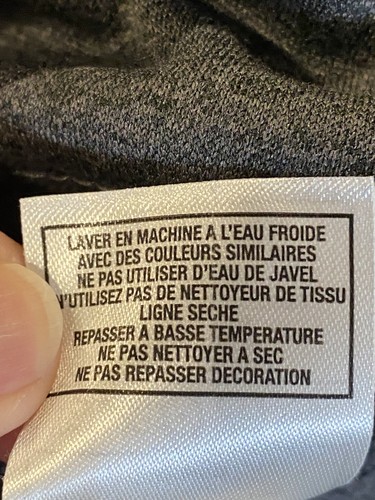 LAVER EN MACHINE A L'EAU FROIDE
AVEC DES COULEURS SIMILAIRES
NE PAS UTILISER D'EAU DE JAVEL
N'UTILISEZ PAS DE NETTOYEUR DE TISSU
LIGNE SECHE
REPASSER A BASSE TEMPERATURE
NE PAS NETTOYER A SEC
NE PAS REPASSER DECORATION